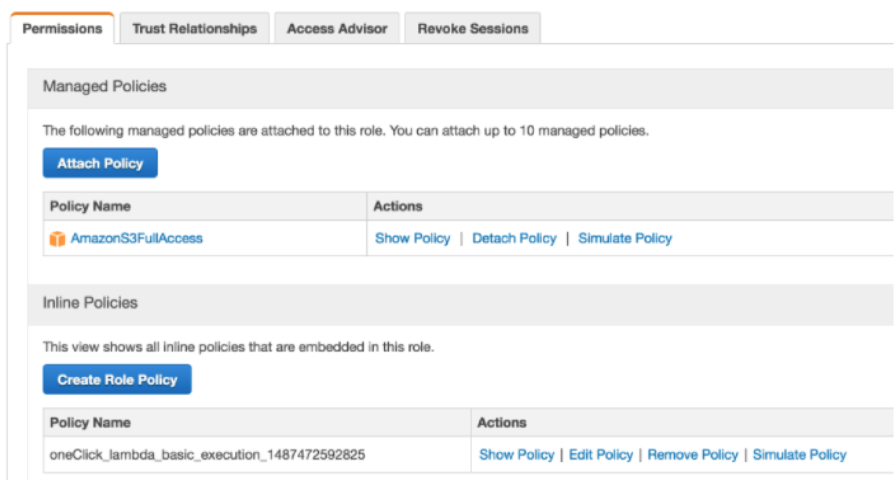 Permissions Trust Relationships Access Advisor Revoke Sessions
Managed Policies
The following managed policies are attached to this role. You can attach up to 10 managed policies.
Attach Policy
Policy Name Actions
AmazonS3FullAccess Show Policy | Detach Policy | Simulate Policy
Inline Policies
This view shows all inline policies that are embedded in this role.
Create Role Policy
Policy Name Actions
oneClick_lambda_basic_execution_1487472592825 Show Policy | Edit Policy | Remove Policy | Simulate Policy